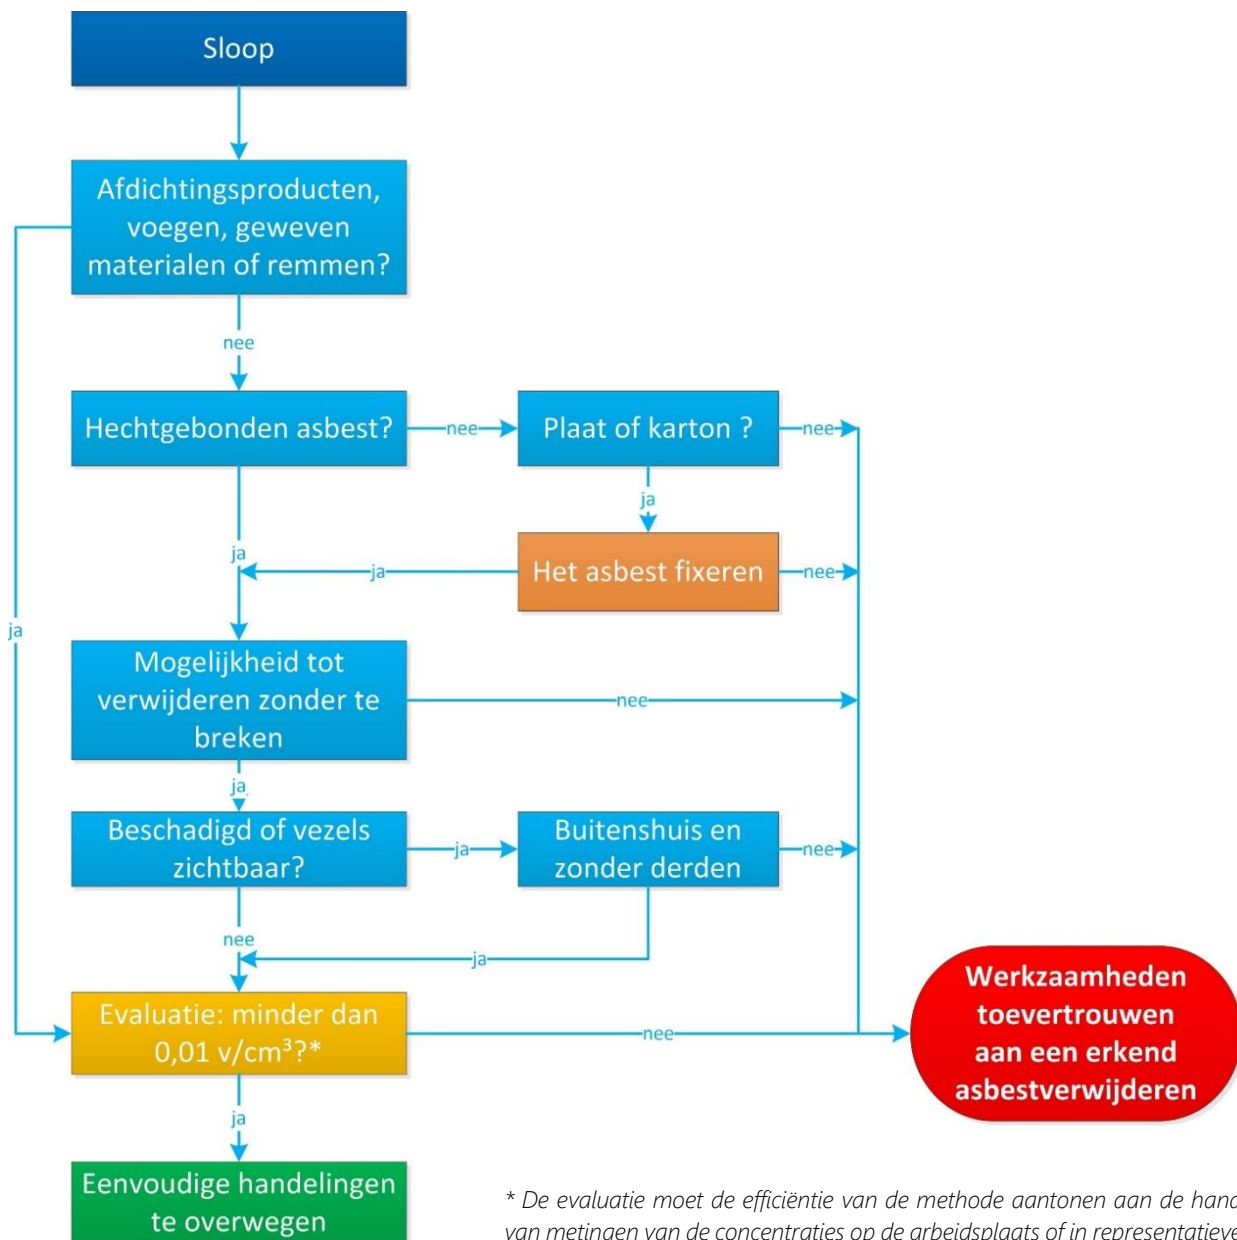 Sloop
Afdichtingsproducten,
voegen, geweven
materialen of remmen?
nee
Hechtgebonden asbest?
nee
Plaat of karton ?
nee
ja
ja
Het asbest fixeren
nee
ja
ja
Mogelijkheid tot
verwijderen zonder te
breken
nee
ja
Beschadigd of vezels
zichtbaar?
ja
Buitenshuis en
zonder derden
nee
nee
ja
Evaluatie: minder dan
0,01 v/cm³?*
nee
Werkzaamheden
toevertrouwen
aan een erkend
asbestverwijderen
ja
Eenvoudige handelingen
te overwegen
* De evaluatie moet de efficiëntie van de methode aantonen aan de hand
van metingen van de concentraties op de arbeidsplaats of in representatieve